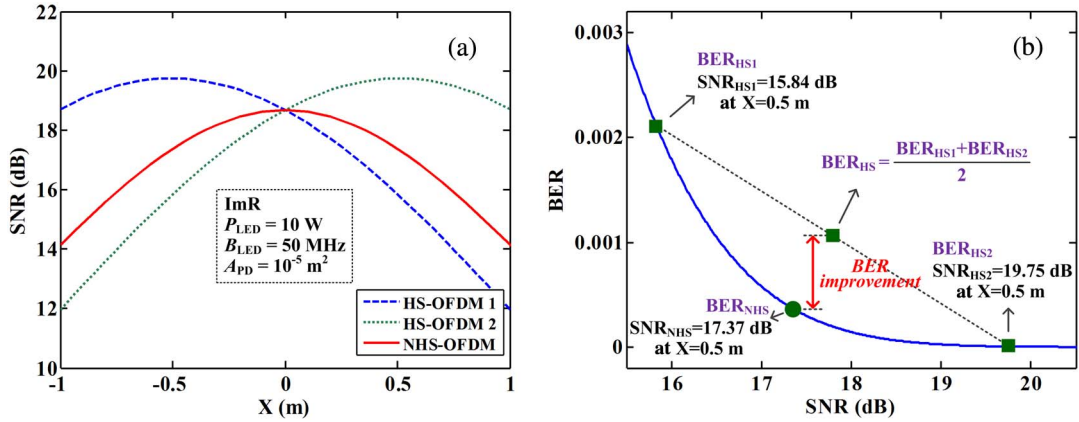 (a)
20
18
16
14
12
10
SNR (dB)
ImR
P_LED = 10 W
B_LED = 50 MHz
A_PD = 10^-5 m^2
HS-OFDM 1
HS-OFDM 2
NHS-OFDM
-1
-0.5
0
0.5
1
X (m)
(b)
0.003
0.002
0.001
0
BER
BER_HS1
SNR_HS1=15.84 dB
at X=0.5 m
BER_HS = (BER_HS1+BER_HS2)/2
BER
improvement
BER_HS2
SNR_HS2=19.75 dB
at X=0.5 m
BER_NHS
SNR_NHS=17.37 dB
at X=0.5 m
16
17
18
19
20
SNR (dB)